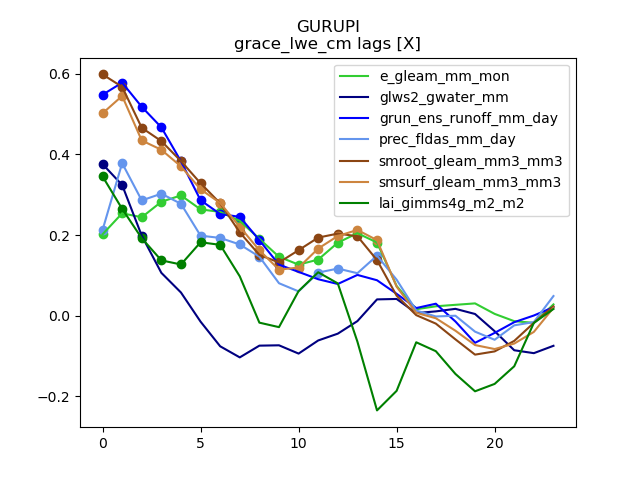 GURUPI
grace_lwe_cm lags [X]
e_gleam_mm_mon
glws2_gwater_mm
grun_ens_runoff_mm_day
prec_fldas_mm_day
smroot_gleam_mm3_mm3
smsurf_gleam_mm3_mm3
lai_gimms4g_m2_m2
0.6
0.4
0.2
0.0
−0.2
0 5 10 15 20